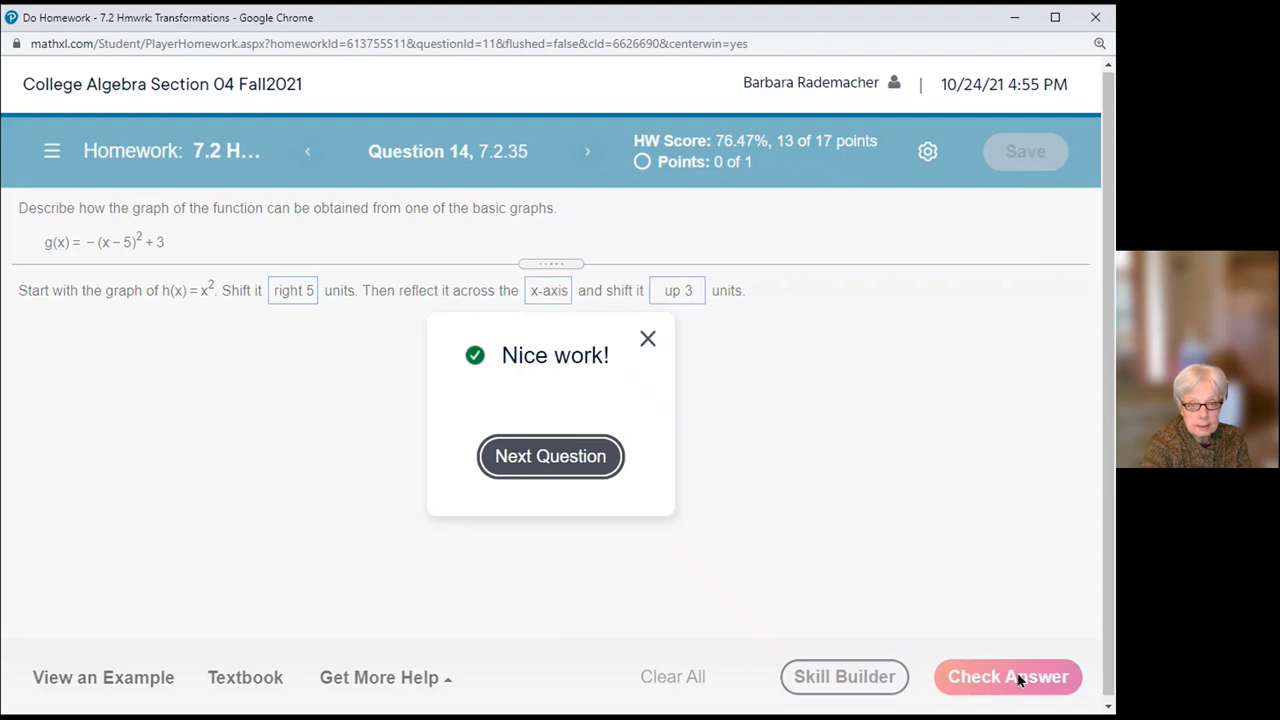 Do Homework - 7.2 Hmwrk: Transformations - Google Chrome
mathxl.com/Student/PlayerHomework.aspx?homeworkId=613755511&questionId=11&flushed=false&cId=6626690&centerwin=yes
College Algebra Section 04 Fall2021
Barbara Rademacher | 10/24/21 4:55 PM
Homework: 7.2 H...
‹ Question 14, 7.2.35 ›
HW Score: 76.47%, 13 of 17 points
Points: 0 of 1
Save
Describe how the graph of the function can be obtained from one of the basic graphs.
g(x) = − (x − 5)² + 3
Start with the graph of h(x) = x². Shift it right 5 units. Then reflect it across the x-axis and shift it up 3 units.
Nice work!
Next Question
View an Example Textbook Get More Help Clear All Skill Builder Check Answer